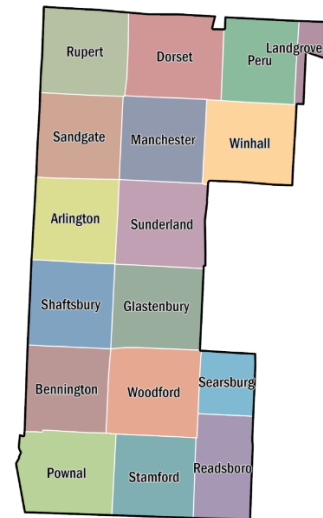 Rupert
Dorset
Peru
Landgrove
Sandgate
Manchester
Winhall
Arlington
Sunderland
Shaftsbury
Glastenbury
Bennington
Woodford
Searsburg
Pownal
Stamford
Readsboro